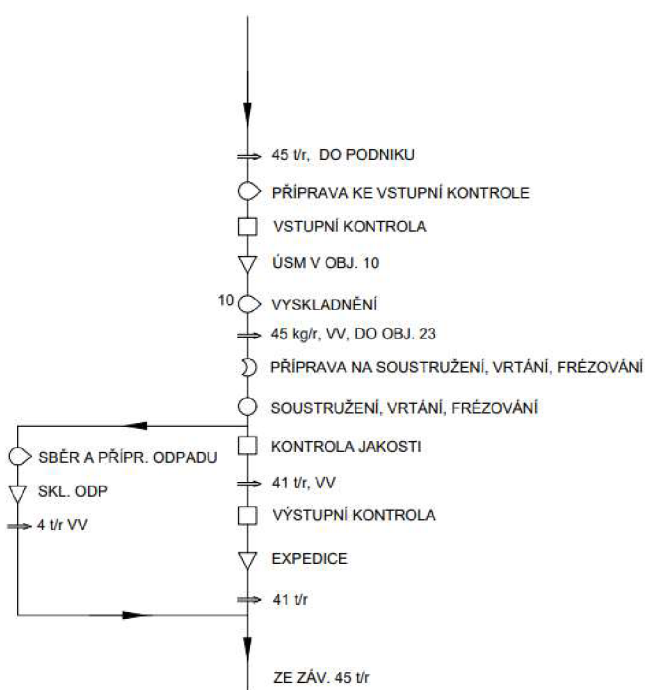 45 t/r, DO PODNIKU
PŘÍPRAVA KE VSTUPNÍ KONTROLE
VSTUPNÍ KONTROLA
ÚSM V OBJ. 10
10 VYSKLADNĚNÍ
45 kg/r, VV, DO OBJ. 23
PŘÍPRAVA NA SOUSTRUŽENÍ, VRTÁNÍ, FRÉZOVÁNÍ
SOUSTRUŽENÍ, VRTÁNÍ, FRÉZOVÁNÍ
KONTROLA JAKOSTI
SBĚR A PŘÍPR. ODPADU
41 t/r, VV
SKL. ODP
VÝSTUPNÍ KONTROLA
4 t/r VV
EXPEDICE
41 t/r
ZE ZÁV. 45 t/r